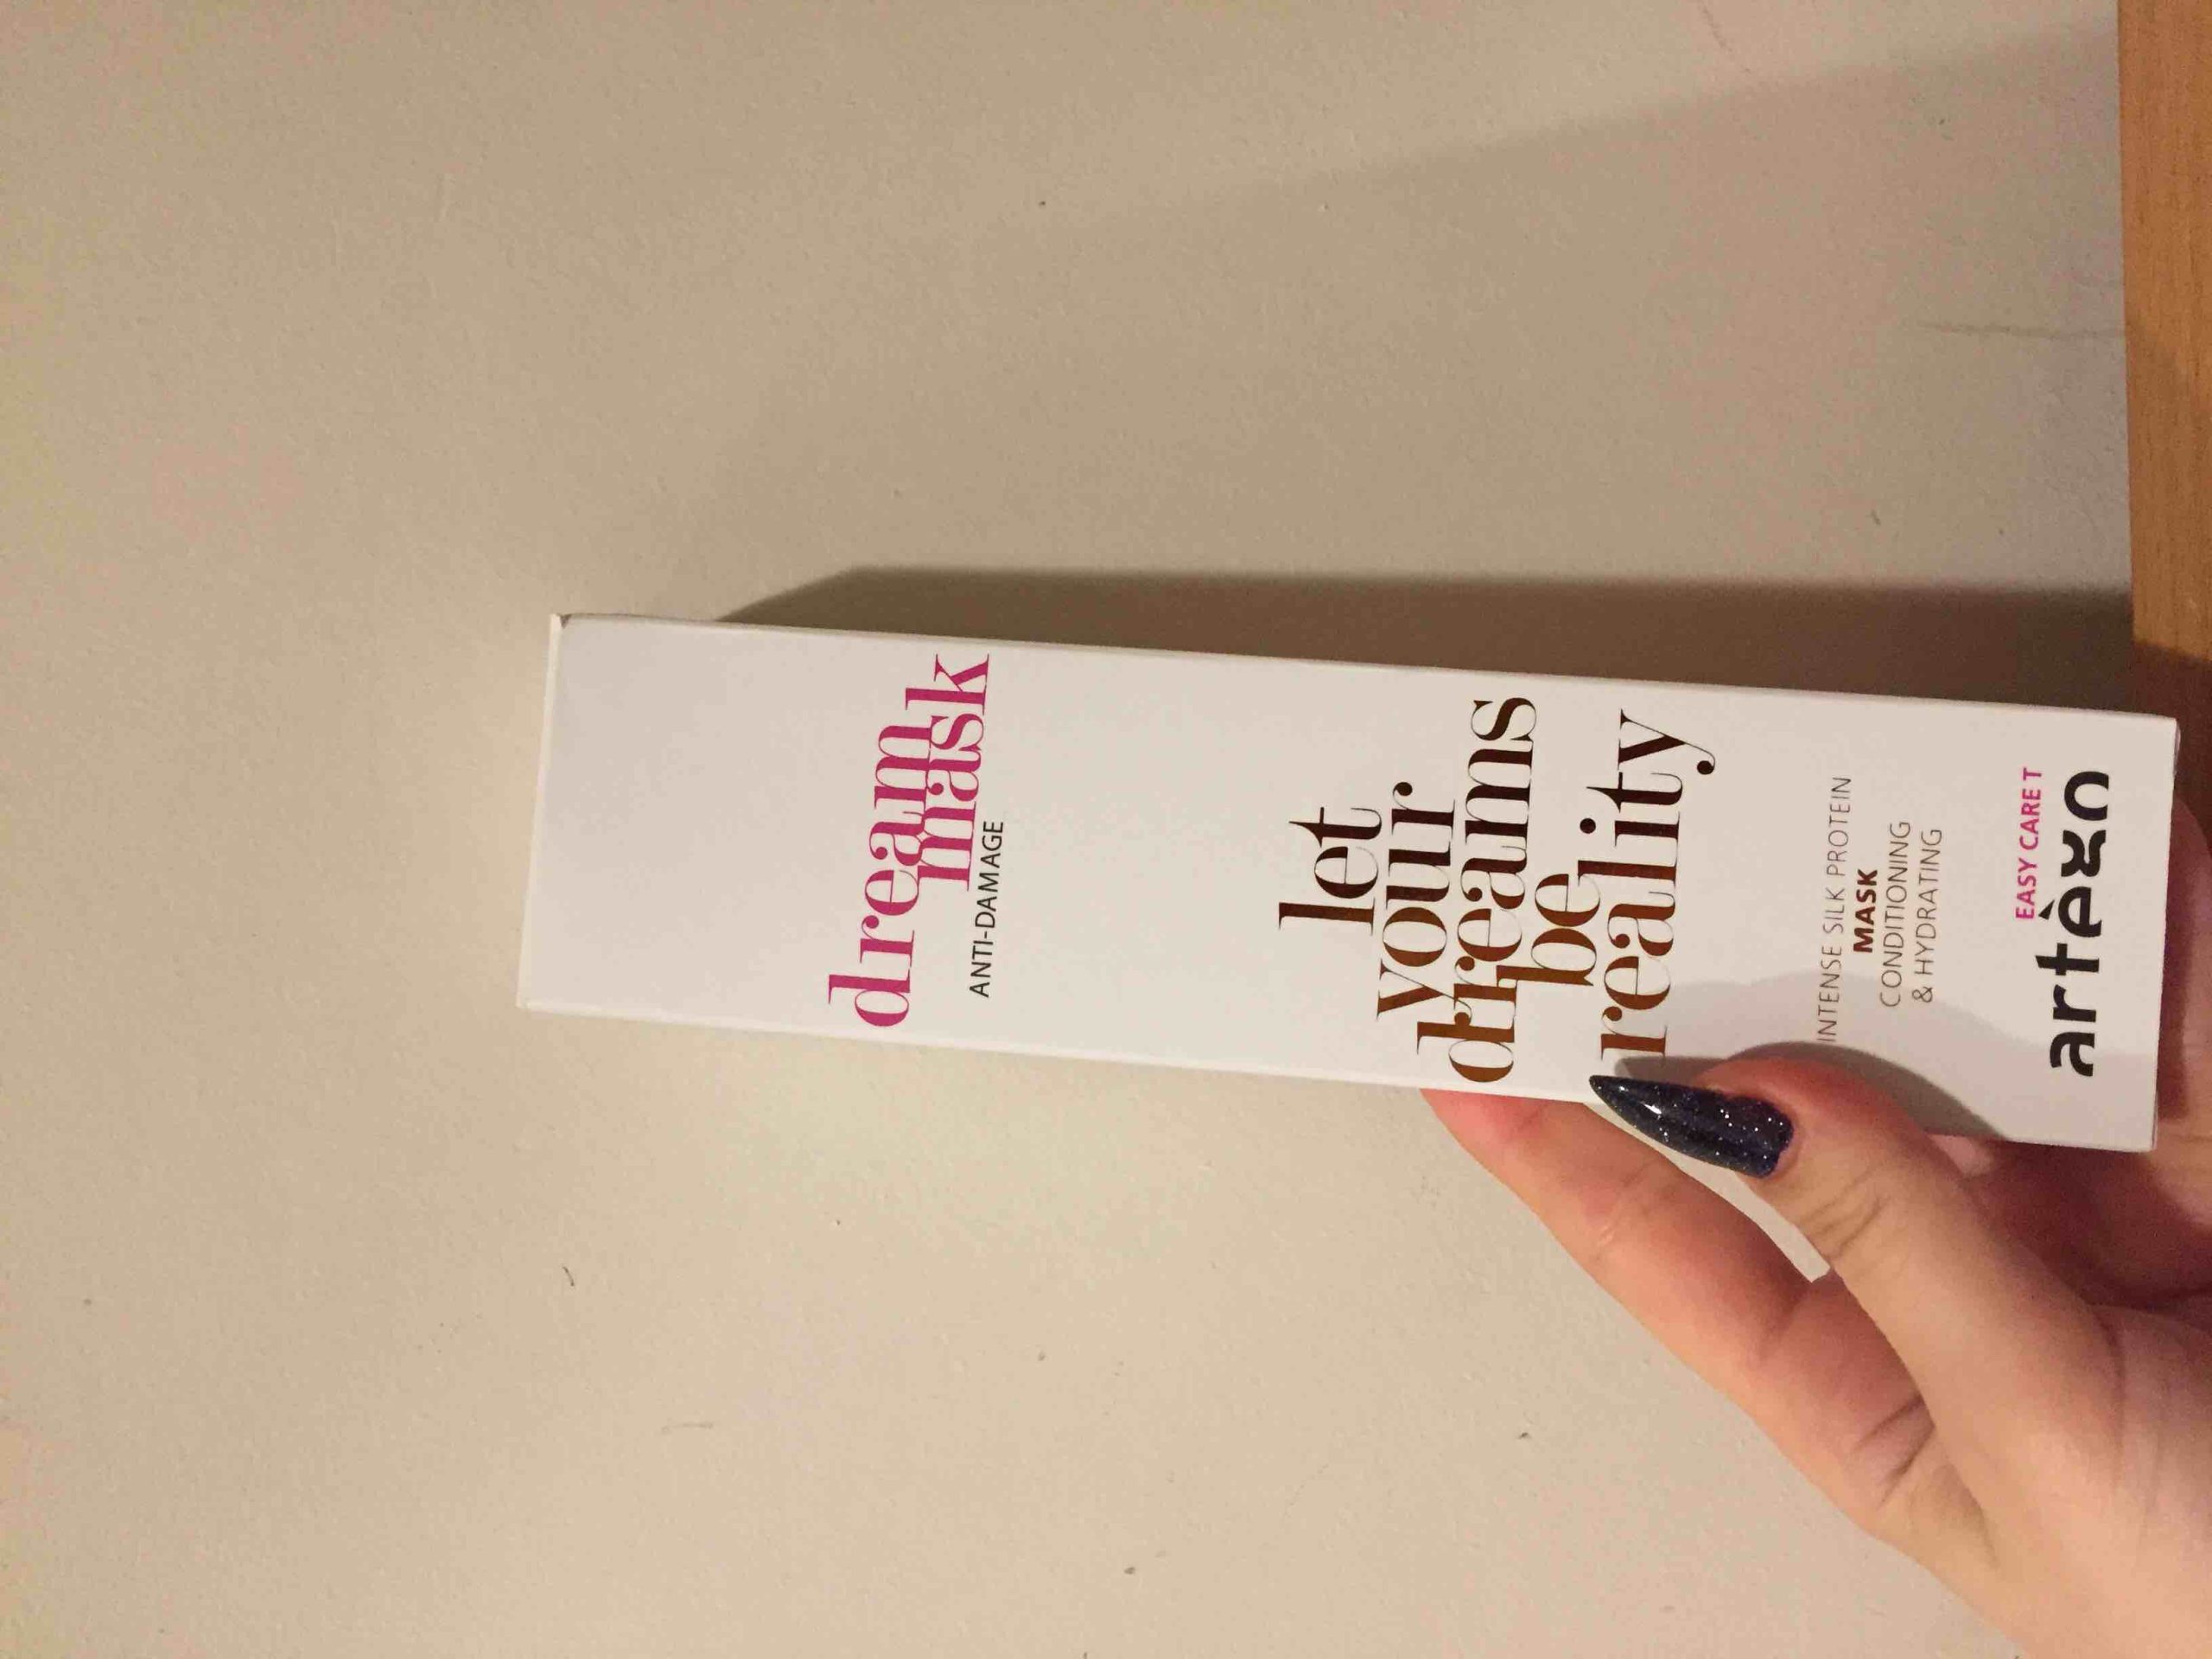 dream
mask
ANTI-DAMAGE
let
your
dreams
be
reality
INTENSE SILK PROTEIN
MASK
CONDITIONING
& HYDRATING
EASY CARE T
artègo